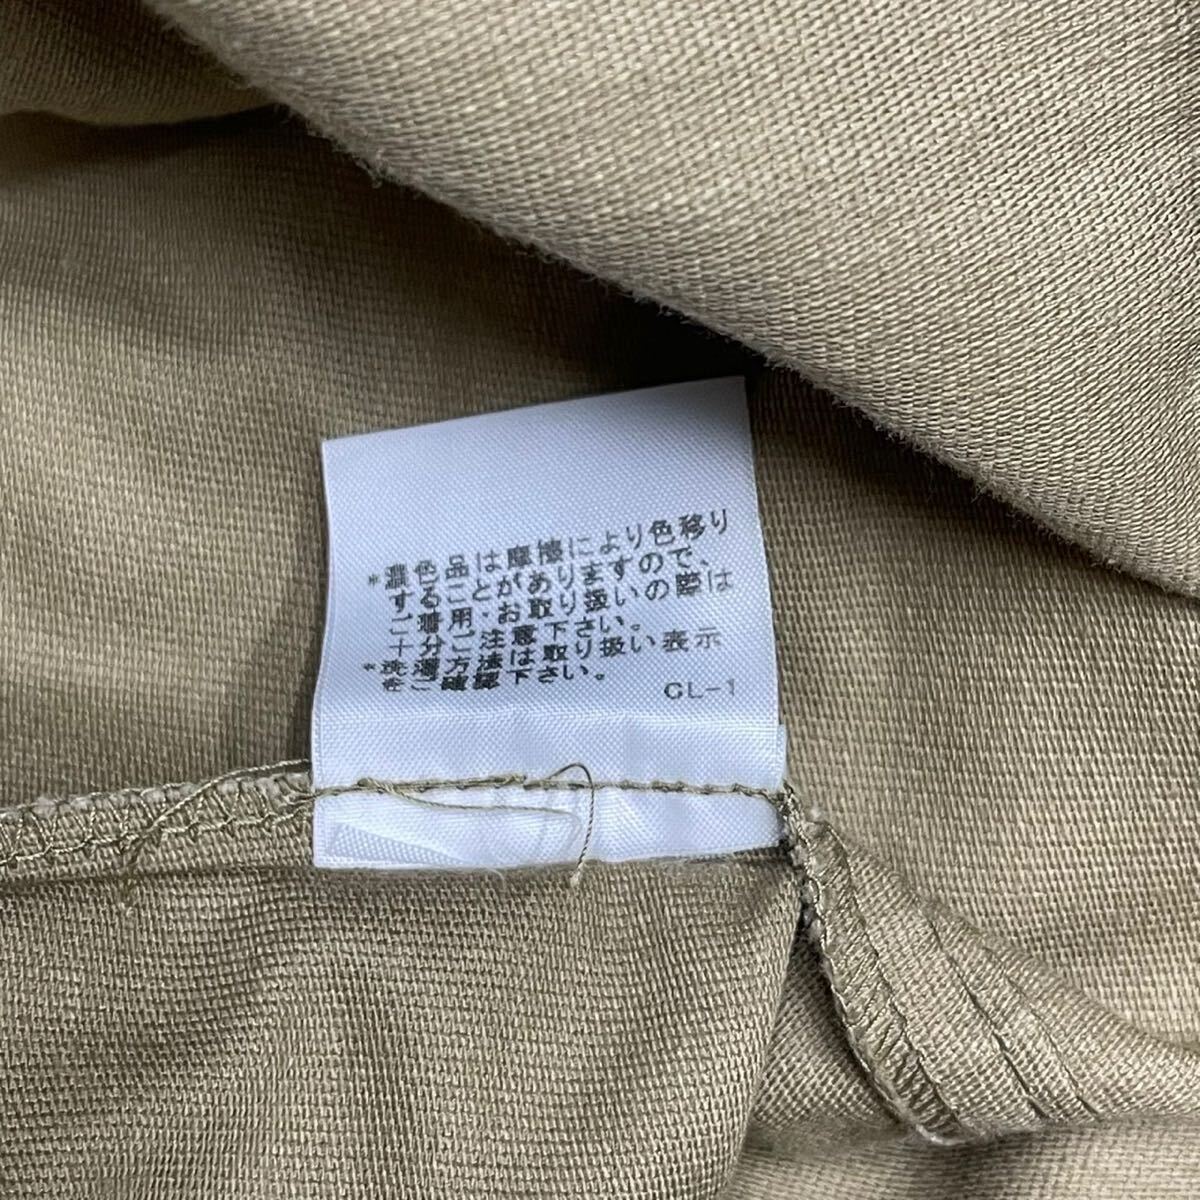 *濃色品は摩擦により色移り
することがありますので、
ご着用・お取り扱いの際は
十分ご注意下さい。
*洗濯方法は取り扱い表示
をご確認下さい。
CL-1